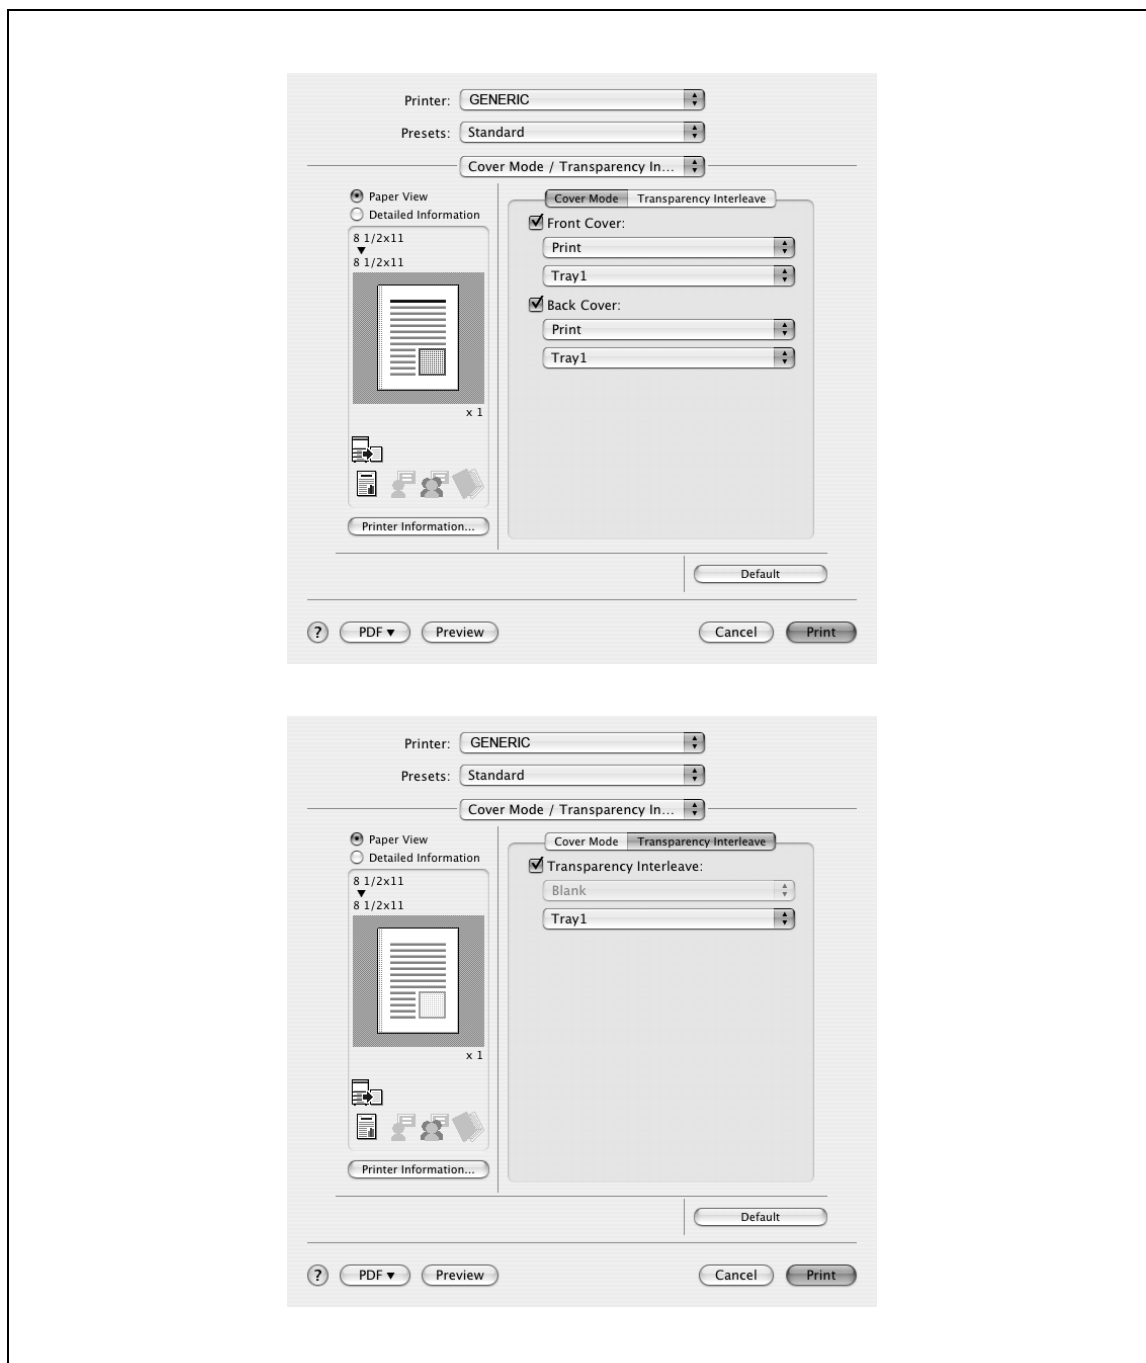 Printer: GENERIC
Presets: Standard
Cover Mode / Transparency In...
Paper View
Detailed Information
8 1/2x11
▼
8 1/2x11
x 1
Printer Information...
Cover Mode Transparency Interleave
Front Cover:
Print
Tray1
Back Cover:
Print
Tray1
Default
? PDF ▼ Preview Cancel Print
Printer: GENERIC
Presets: Standard
Cover Mode / Transparency In...
Paper View
Detailed Information
8 1/2x11
▼
8 1/2x11
x 1
Printer Information...
Cover Mode Transparency Interleave
Transparency Interleave:
Blank
Tray1
Default
? PDF ▼ Preview Cancel Print